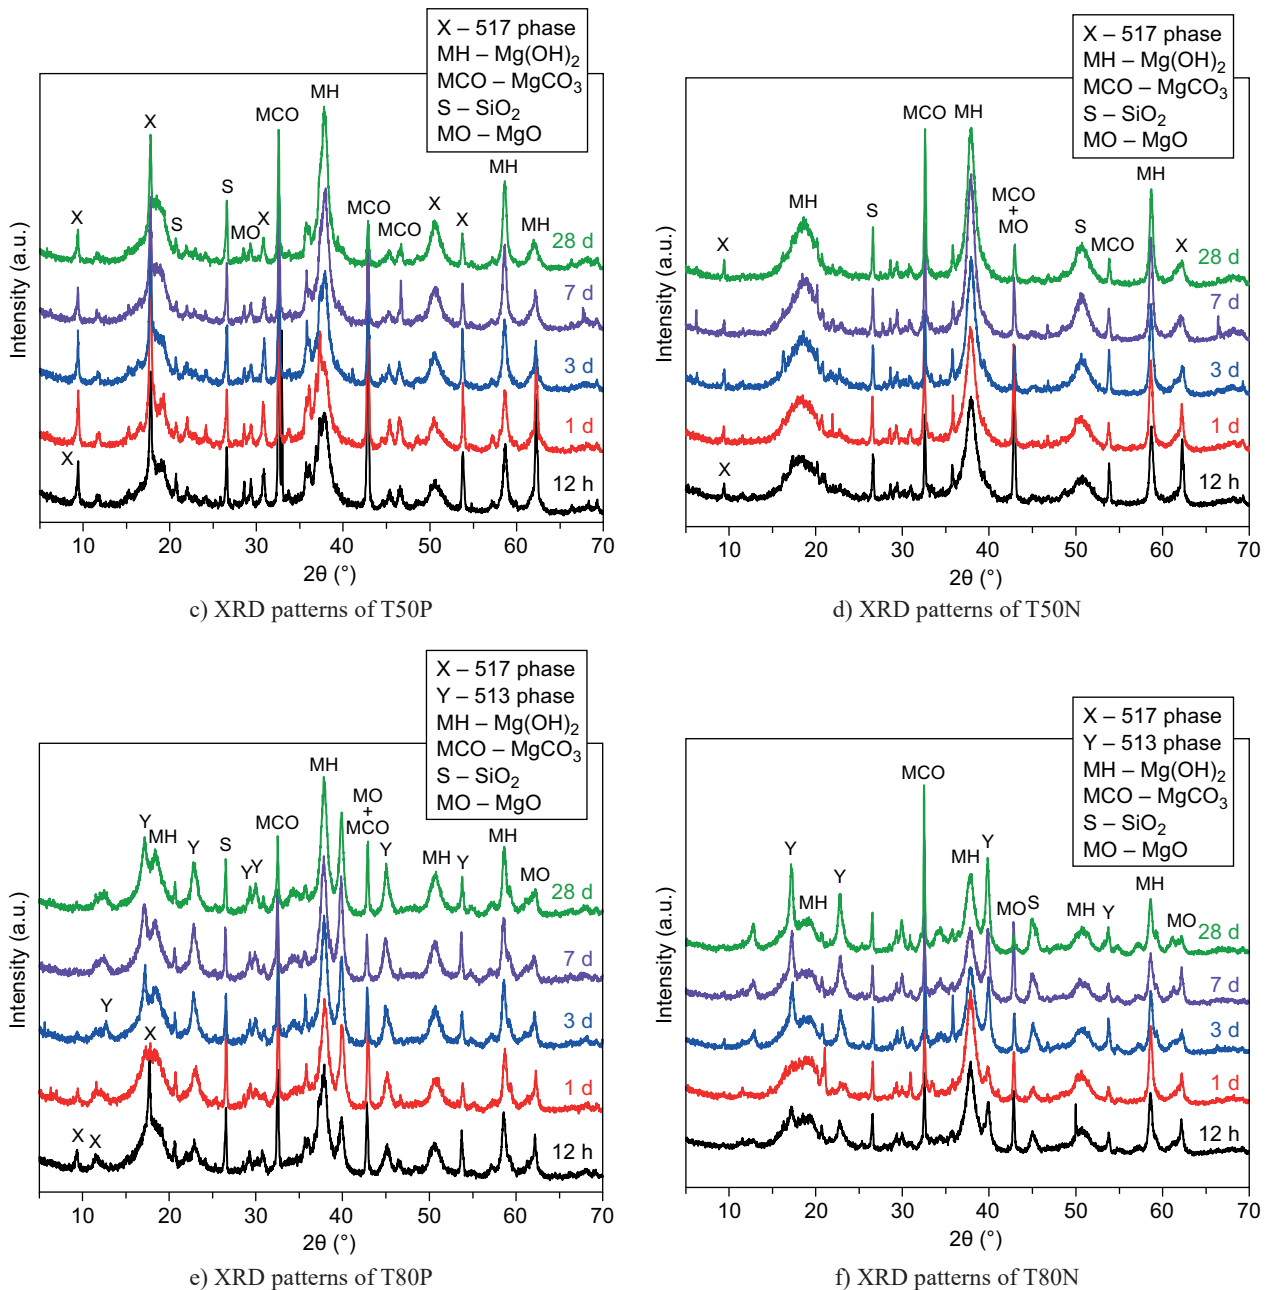 X – 517 phase
MH – Mg(OH)₂
MCO – MgCO₃
S – SiO₂
MO – MgO
MH
MCO
X
MH
S
X
X
MCO
X
S
MO
X
MCO
MH
28 d
7 d
3 d
1 d
X
12 h
Intensity (a.u.)
10 20 30 40 50 60 70
2θ (°)
c) XRD patterns of T50P
X – 517 phase
MH – Mg(OH)₂
MCO – MgCO₃
S – SiO₂
MO – MgO
MCO
MH
MH
MH
S
MCO
+
MO
S
X
MCO
X
28 d
7 d
3 d
1 d
X
12 h
Intensity (a.u.)
10 20 30 40 50 60 70
2θ (°)
d) XRD patterns of T50N
X – 517 phase
Y – 513 phase
MH – Mg(OH)₂
MCO – MgCO₃
S – SiO₂
MO – MgO
MH
MO
+
MCO
MCO
Y
MH
Y
S
Y
Y
Y
MH
Y
MH
MO
28 d
7 d
Y
3 d
X
1 d
X
X
12 h
Intensity (a.u.)
10 20 30 40 50 60 70
2θ (°)
e) XRD patterns of T80P
X – 517 phase
Y – 513 phase
MH – Mg(OH)₂
MCO – MgCO₃
S – SiO₂
MO – MgO
MCO
Y
MH
Y
MH
Y
MO
S
MH
Y
MH
MO
28 d
7 d
3 d
1 d
12 h
Intensity (a.u.)
10 20 30 40 50 60 70
2θ (°)
f) XRD patterns of T80N